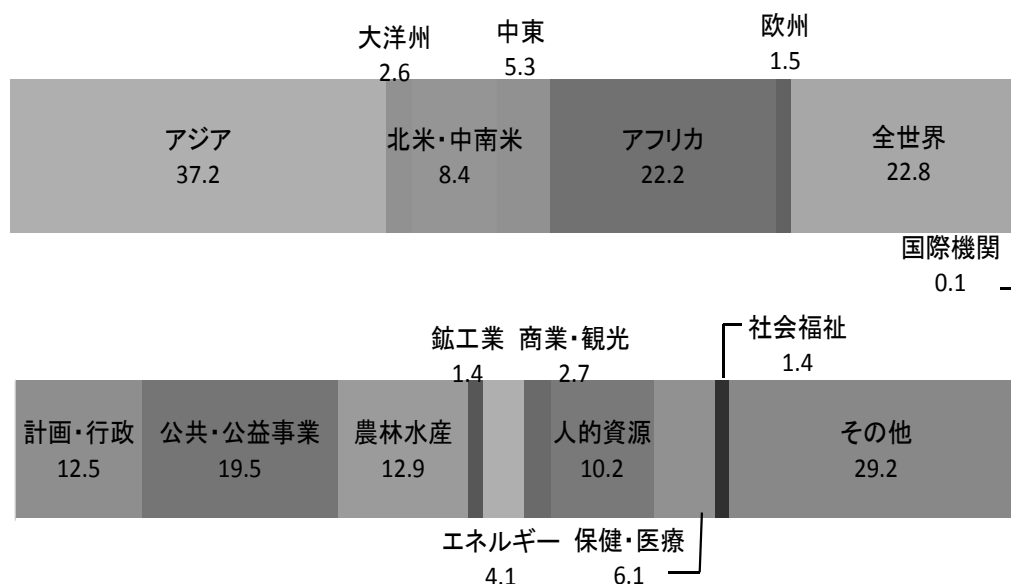 大洋州
2.6
中東
5.3
欧州
1.5
アジア
37.2
北米・中南米
8.4
アフリカ
22.2
全世界
22.8
国際機関
0.1
鉱工業
1.4
商業・観光
2.7
社会福祉
1.4
計画・行政
12.5
公共・公益事業
19.5
農林水産
12.9
人的資源
10.2
その他
29.2
エネルギー
4.1
保健・医療
6.1